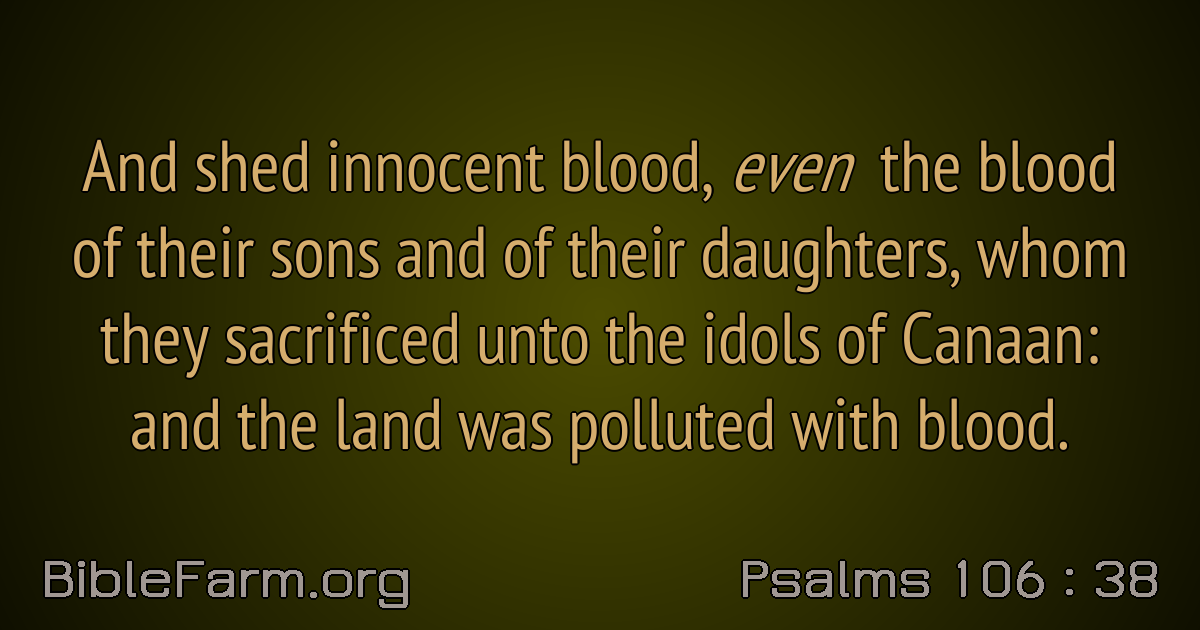 And shed innocent blood, even the blood
of their sons and of their daughters, whom
they sacrificed unto the idols of Canaan:
and the land was polluted with blood.
BibleFarm.org
Psalms 106 : 38